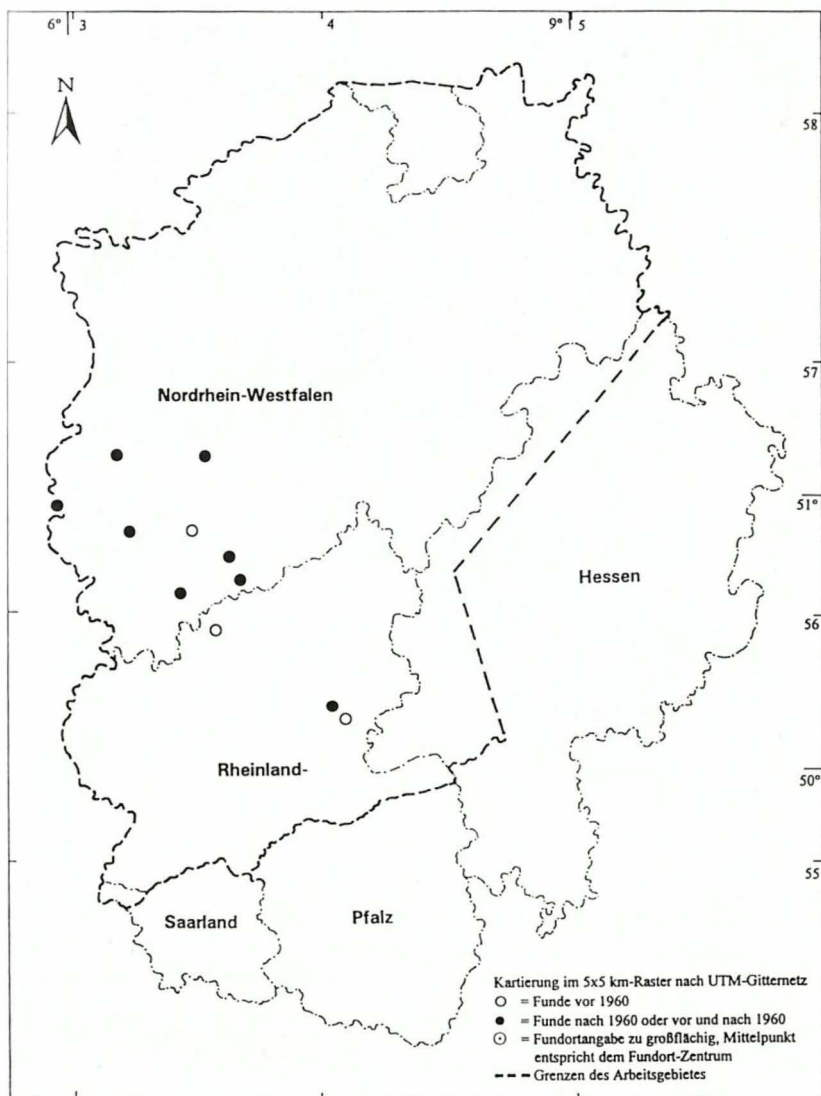 6° 3 4 9° 5
N
58
57
Nordrhein-Westfalen
51°
Hessen
56
Rheinland-
50°
55
Saarland
Pfalz
Kartierung im 5x5 km-Raster nach UTM-Gitternetz
= Funde vor 1960
= Funde nach 1960 oder vor und nach 1960
= Fundortangabe zu großflächig, Mittelpunkt
entspricht dem Fundort-Zentrum
= Grenzen des Arbeitsgebietes